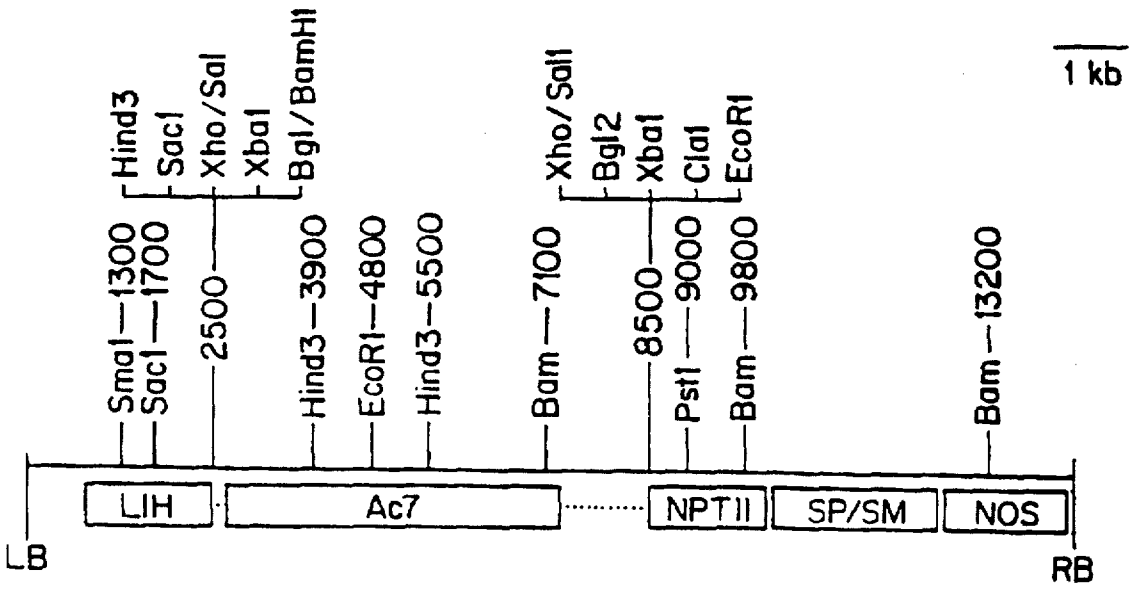 1 kb
Hind3
Sac1
Xho/Sal
Xba1
Bgl/BamH1
Xho/Sal1
Bgl2
Xba1
Cla1
EcoR1
Sma1—1300
Sac1—1700
2500
Hind3—3900
EcoR1—4800
Hind3—5500
Bam—7100
8500
Pst1—9000
Bam—9800
Bam—13200
LIH
Ac7
NPTII
SP/SM
NOS
LB
RB